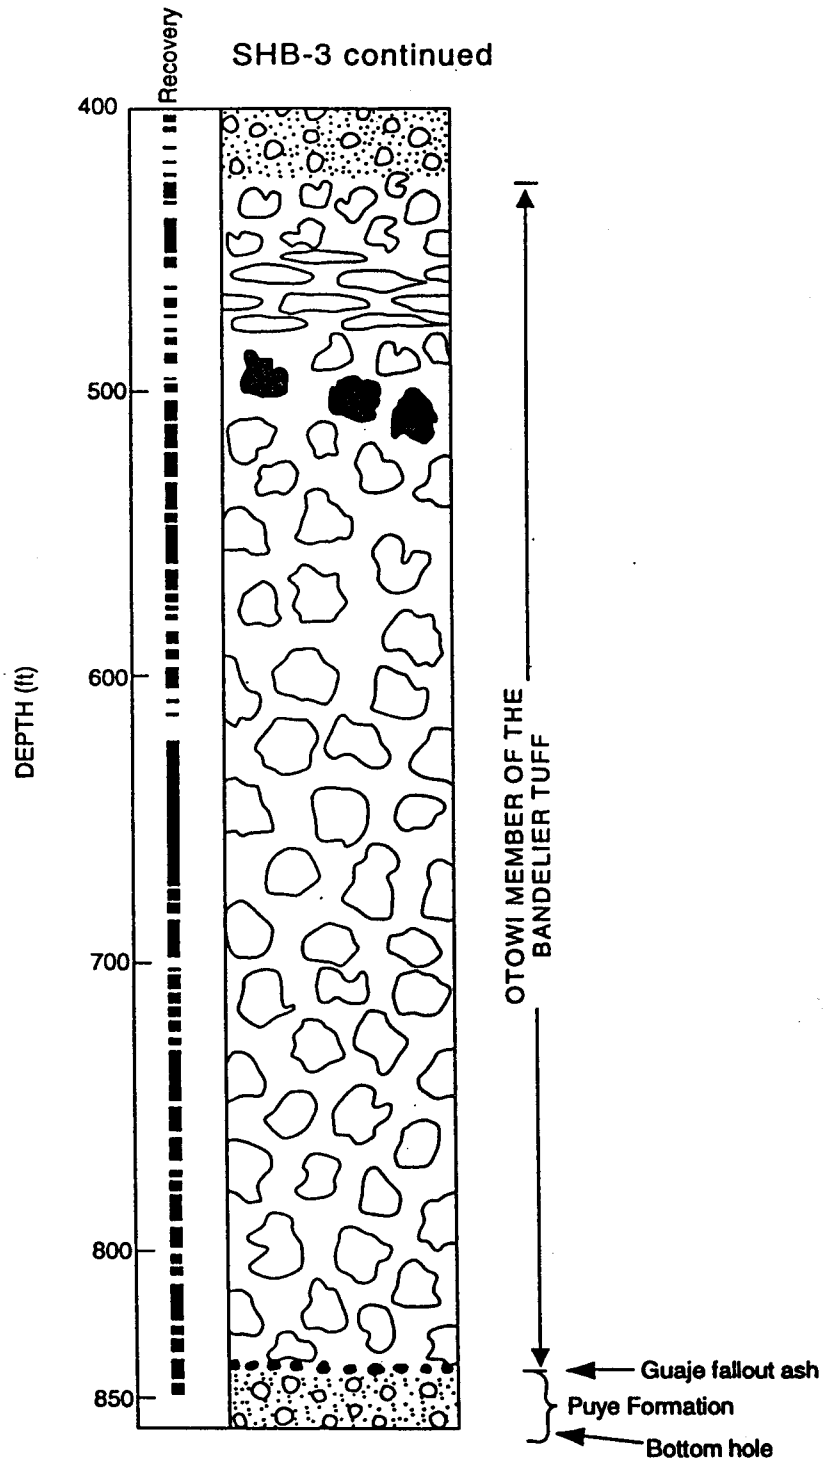 Recovery
SHB-3 continued
400
500
600
700
800
850
DEPTH (ft)
OTOWI MEMBER OF THE
BANDELIER TUFF
Guaje fallout ash
Puye Formation
Bottom hole